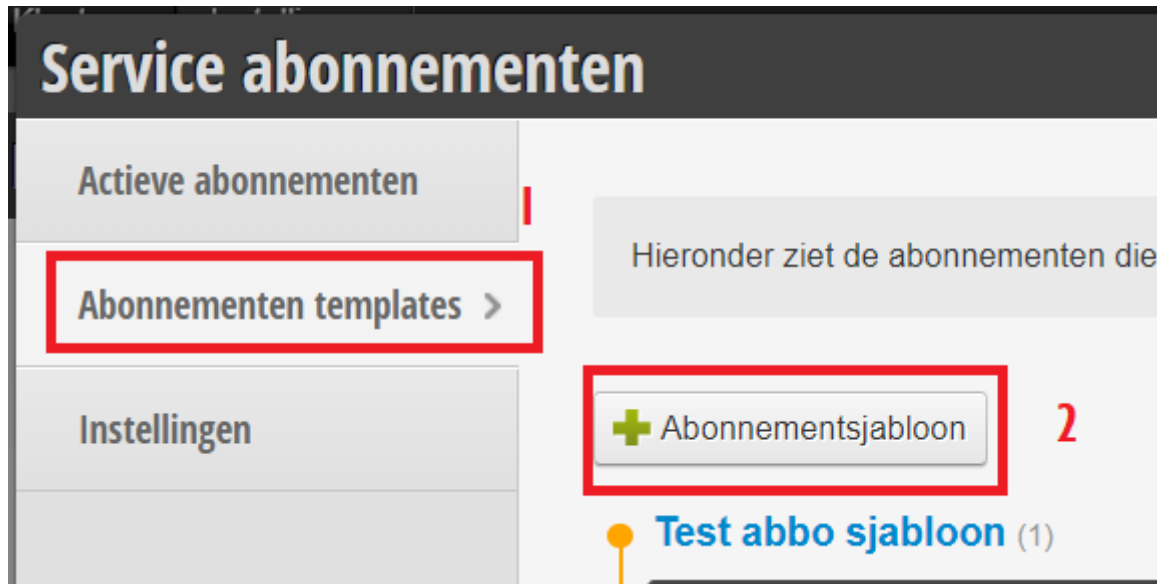 Service abonnementen
Actieve abonnementen
1
Abonnementen templates >
Instellingen
Hieronder ziet de abonnementen die
Abonnementsjabloon
2
Test abbo sjabloon (1)